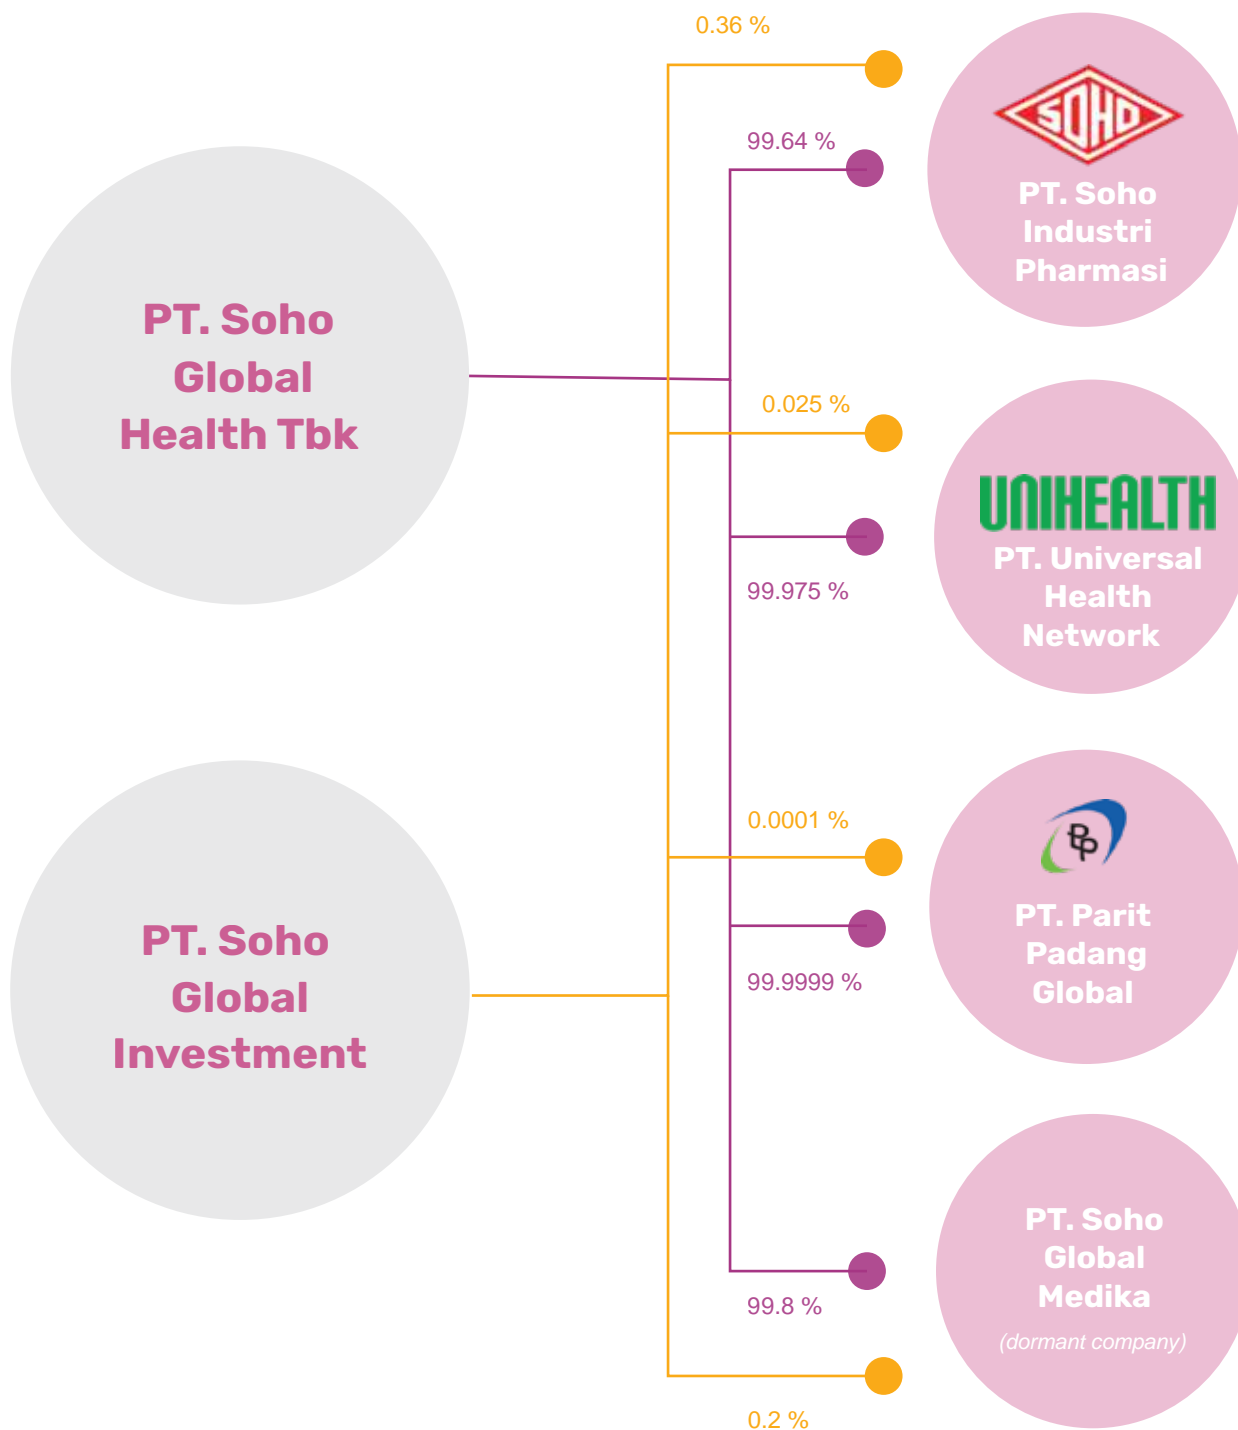 0.36 %
SOHO
99.64 %
PT. Soho
Industri
Pharmasi
PT. Soho
Global
Health Tbk
0.025 %
UNIHEALTH
99.975 %
PT. Universal
Health
Network
0.0001 %
PT. Parit
Padang
Global
99.9999 %
PT. Soho
Global
Investment
PT. Soho
Global
Medika
(dormant company)
99.8 %
0.2 %